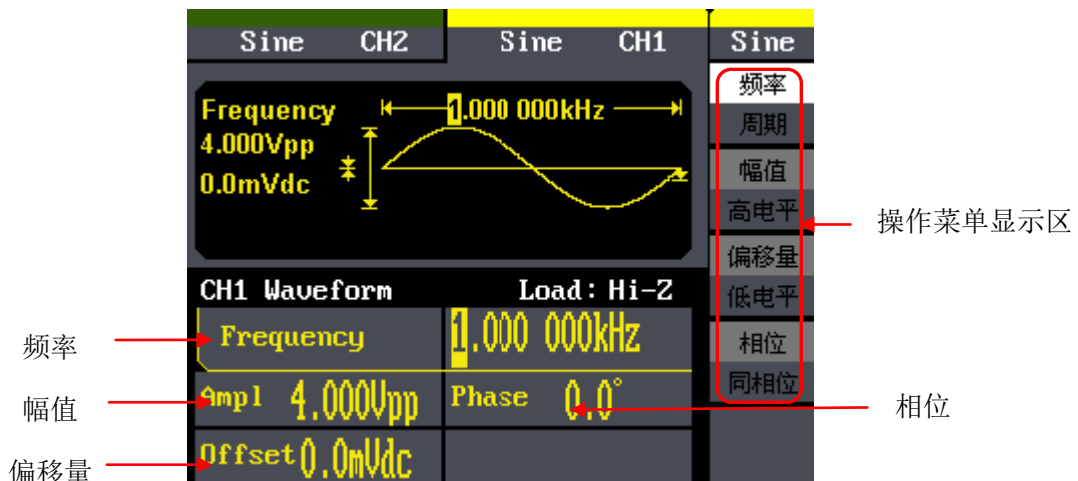 Sine CH2 Sine CH1 Sine
Frequency 1.000 000kHz
4.000Vpp
0.0mVdc
频率
周期
幅值
高电平
偏移量
低电平
相位
同相位
操作菜单显示区
CH1 Waveform Load: Hi-Z
频率
Frequency 1.000 000kHz
幅值
Ampl 4.000Vpp Phase 0.0°
相位
偏移量
Offset 0.0mVdc